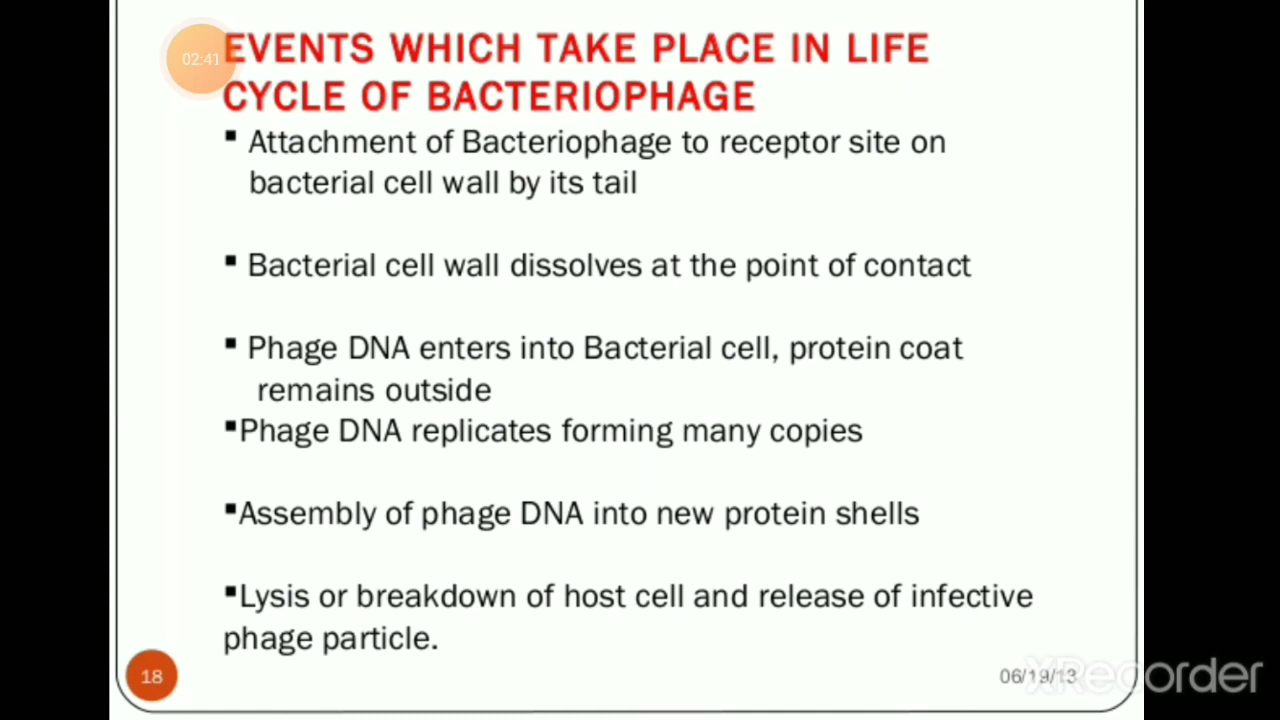 02:41
EVENTS WHICH TAKE PLACE IN LIFE
CYCLE OF BACTERIOPHAGE
▪ Attachment of Bacteriophage to receptor site on
bacterial cell wall by its tail
▪ Bacterial cell wall dissolves at the point of contact
▪ Phage DNA enters into Bacterial cell, protein coat
remains outside
▪Phage DNA replicates forming many copies
▪Assembly of phage DNA into new protein shells
▪Lysis or breakdown of host cell and release of infective
phage particle.
18
06/19/13
XRecorder